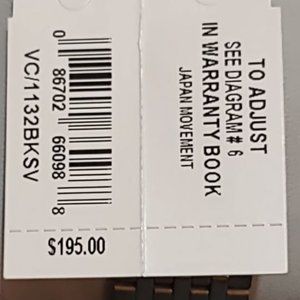 TO ADJUST
SEE DIAGRAM # 6
IN WARRANTY BOOK
JAPAN MOVEMENT
0 86702 66098 8
VC/1132BKSV
$195.00